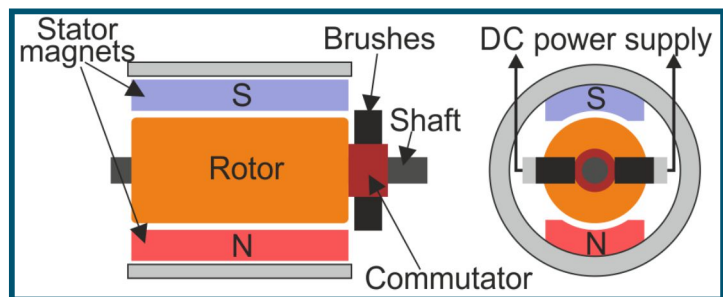 Stator
magnets
Brushes
DC power supply
S
S
Shaft
Rotor
N
N
Commutator